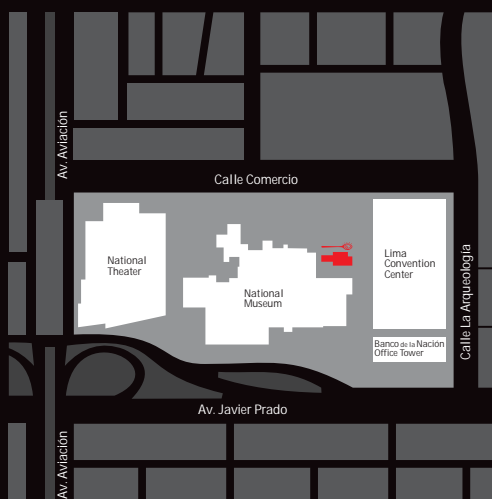 Av. Aviación
Calle Comercio
National
Theater
National
Museum
Lima
Convention
Center
Banco de la Nación
Office Tower
Calle La Arqueología
Av. Javier Prado
Av. Aviación